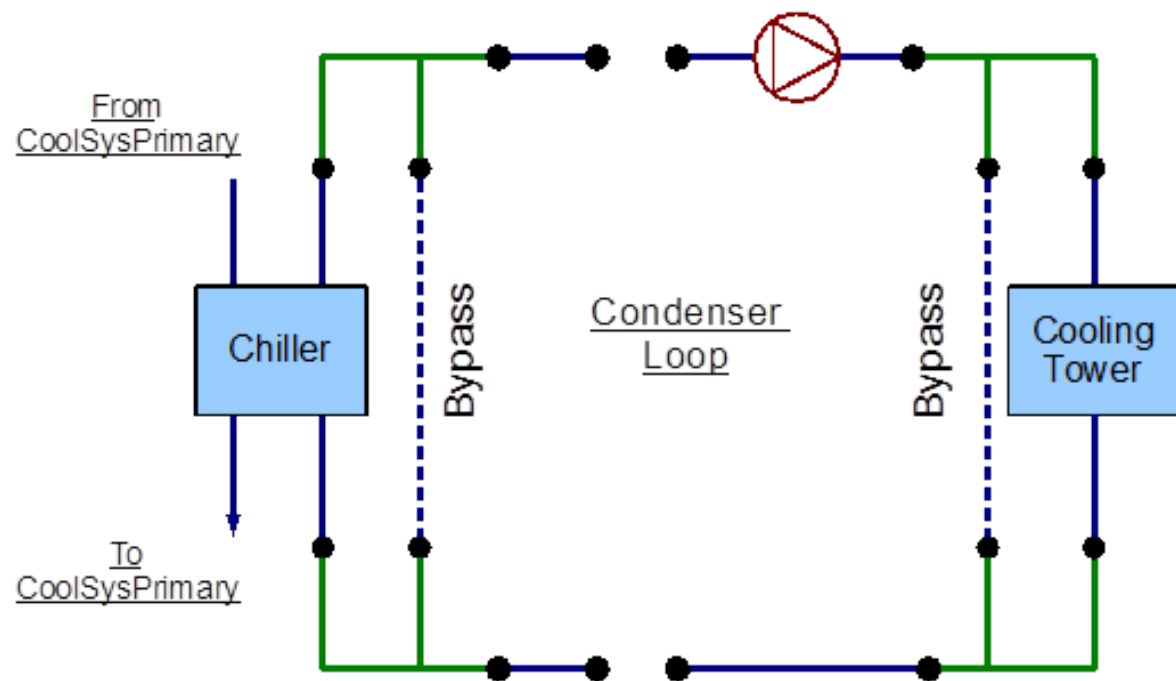 From
CoolSysPrimary
Chiller
Bypass
Condenser
Loop
Bypass
Cooling
Tower
To
CoolSysPrimary